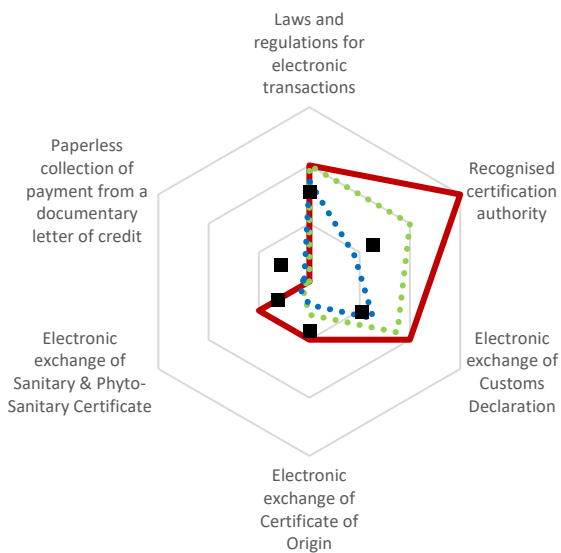 Laws and
regulations for
electronic
transactions
Recognised
certification
authority
Electronic
exchange of
Customs
Declaration
Electronic
exchange of
Certificate of
Origin
Electronic
exchange of
Sanitary & Phyto-
Sanitary Certificate
Paperless
collection of
payment from a
documentary
letter of credit